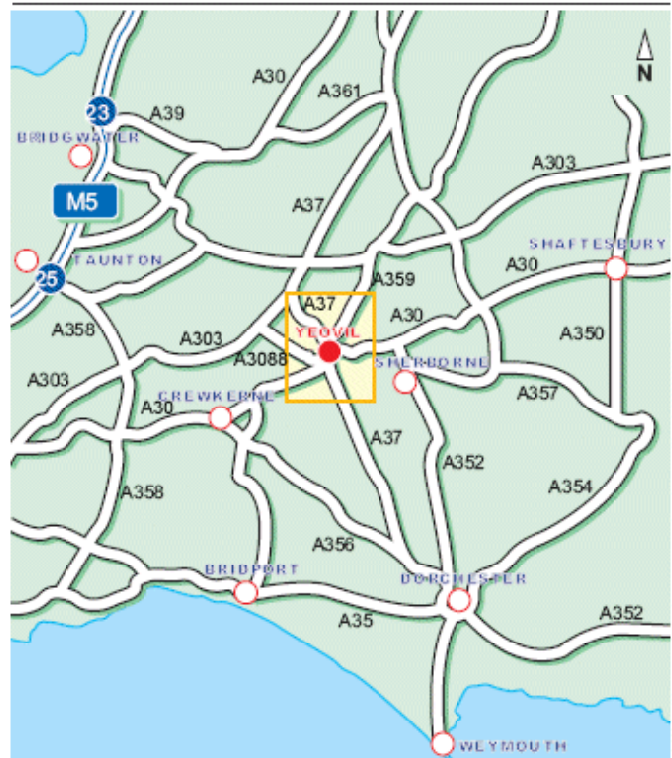 N
A30
A361
23
A39
BRIDGWATER
A303
M5
A37
SHAFTESBURY
TAUNTON
A30
25
A359
A37
A30
YEOVIL
A358
A303
A350
A3088
SHERBORNE
A303
CREWKERNE
A357
A30
A37
A352
A358
A354
A356
BRIDPORT
DORCHESTER
A35
A352
WEYMOUTH